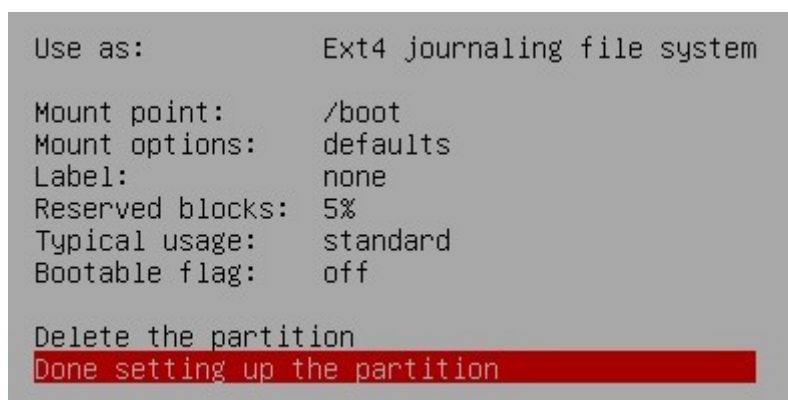 Use as: Ext4 journaling file system
Mount point: /boot
Mount options: defaults
Label: none
Reserved blocks: 5%
Typical usage: standard
Bootable flag: off
Delete the partition
Done setting up the partition